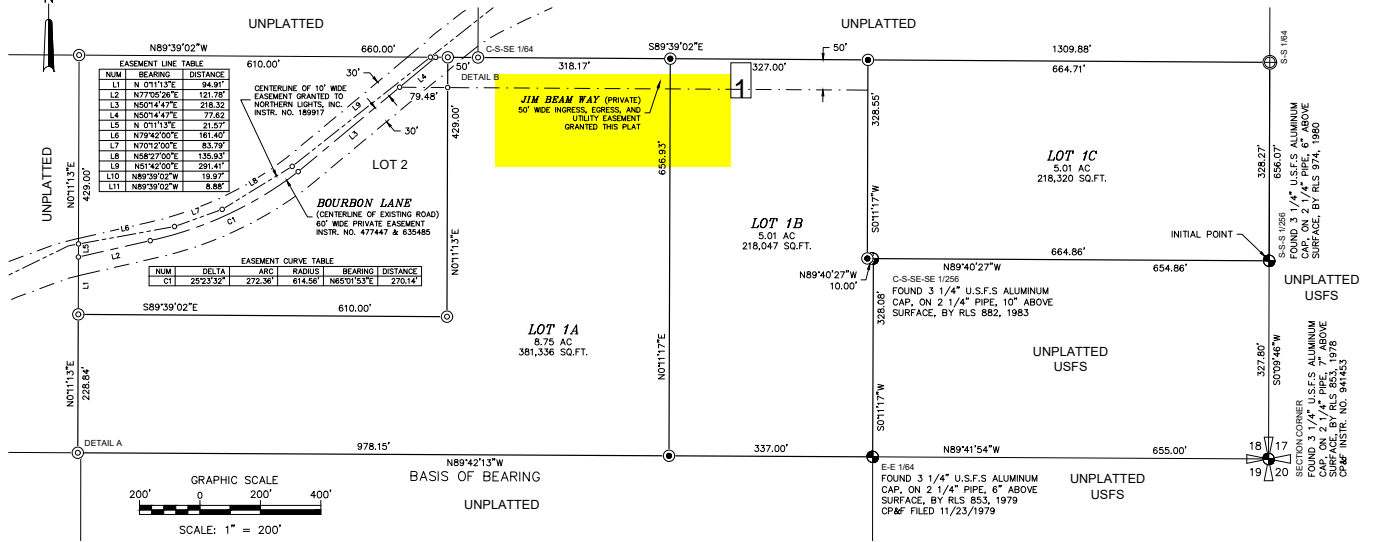 N
UNPLATTED
UNPLATTED
N89°39'02"W
660.00'
C-S-SE 1/64
S89°39'02"E
50'
1309.88'
S-S 1/64
610.00'
50'
318.17'
327.00'
664.71'
EASEMENT LINE TABLE
NUM BEARING DISTANCE
L1 N 0°11'13"E 94.91'
L2 N77°05'26"E 121.78'
L3 N50°14'47"E 218.32
L4 N50°14'47"E 77.62
L5 N 0°11'13"E 21.57'
L6 N79°42'00"E 161.40'
L7 N70°12'00"E 83.79'
L8 N58°27'00"E 135.93'
L9 N51°42'00"E 291.41'
L10 N89°39'02"W 19.97'
L11 N89°39'02"W 8.88'
CENTERLINE OF 10' WIDE
EASEMENT GRANTED TO
NORTHERN LIGHTS, INC.
INSTR. NO. 189917
30'
L4
L9
L3
79.48'
30'
DETAIL B
429.00'
JIM BEAM WAY (PRIVATE)
50' WIDE INGRESS, EGRESS, AND
UTILITY EASEMENT
GRANTED THIS PLAT
1
656.93'
328.55'
UNPLATTED
N0°11'13"E
429.00'
LOT 2
L8
L7
L6
L5
L2
C1
L1
BOURBON LANE
(CENTERLINE OF EXISTING ROAD)
60' WIDE PRIVATE EASEMENT
INSTR. NO. 477447 & 635485
EASEMENT CURVE TABLE
NUM DELTA ARC RADIUS BEARING DISTANCE
C1 25°23'32" 272.36' 614.56' N65°01'53"E 270.14'
N0°11'13"E
LOT 1C
5.01 AC
218,320 SQ.FT.
S0°11'17"W
328.27'
656.07'
FOUND 3 1/4" U.S.F.S ALUMINUM
CAP, ON 2 1/4" PIPE, 6" ABOVE
SURFACE, BY RLS 974, 1980
S-S-S 1/256
LOT 1B
5.01 AC
218,047 SQ.FT.
INITIAL POINT
664.86'
N89°40'27"W
10.00'
N89°40'27"W
654.86'
C-S-SE-SE 1/256
FOUND 3 1/4" U.S.F.S ALUMINUM
CAP, ON 2 1/4" PIPE, 10" ABOVE
SURFACE, BY RLS 882, 1983
UNPLATTED
USFS
S89°39'02"E
610.00'
328.08'
LOT 1A
8.75 AC
381,336 SQ.FT.
N0°11'13"E
228.84'
N0°11'17"E
S0°11'17"W
UNPLATTED
USFS
327.80'
S0°09'46"W
SECTION CORNER
FOUND 3 1/4" U.S.F.S ALUMINUM
CAP, ON 2 1/4" PIPE, 7" ABOVE
SURFACE, BY RLS 853, 1978
CP&F INSTR. NO. 941453
DETAIL A
978.15'
N89°42'13"W
BASIS OF BEARING
337.00'
N89°41'54"W
655.00'
18 17
19 20
E-E 1/64
FOUND 3 1/4" U.S.F.S ALUMINUM
CAP, ON 2 1/4" PIPE, 6" ABOVE
SURFACE, BY RLS 853, 1979
CP&F FILED 11/23/1979
UNPLATTED
USFS
UNPLATTED
GRAPHIC SCALE
200' 0 200' 400'
SCALE: 1" = 200'